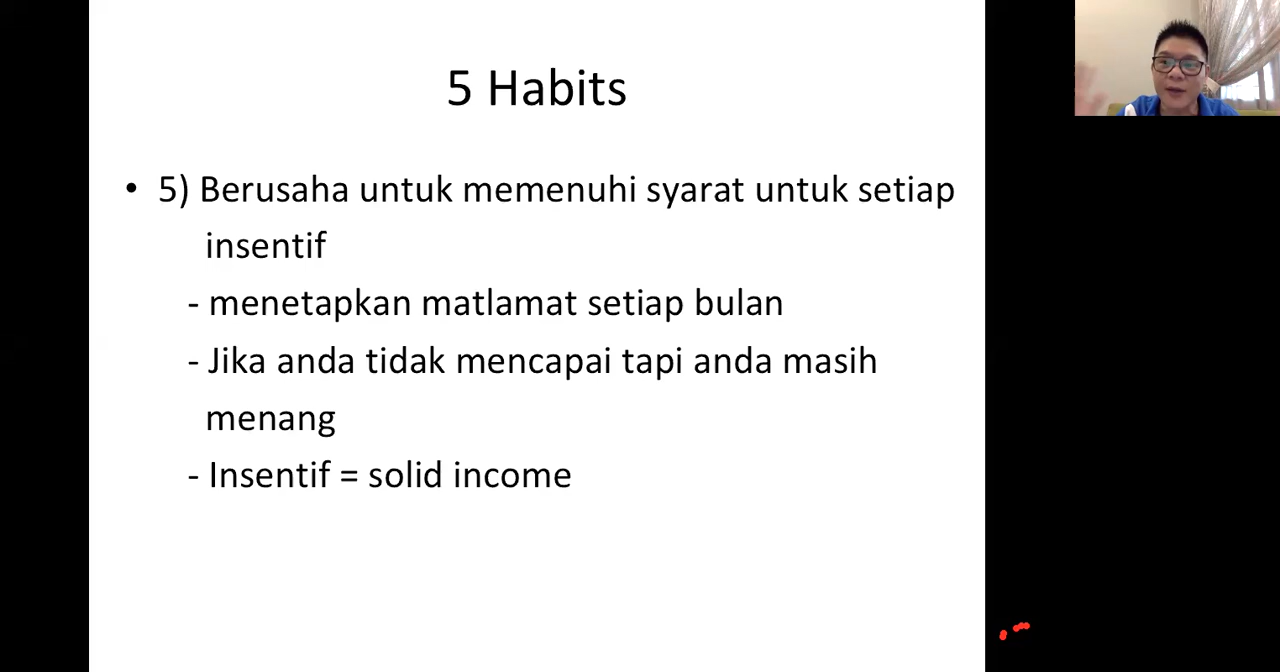 5 Habits
• 5) Berusaha untuk memenuhi syarat untuk setiap
insentif
- menetapkan matlamat setiap bulan
- Jika anda tidak mencapai tapi anda masih
menang
- Insentif = solid income